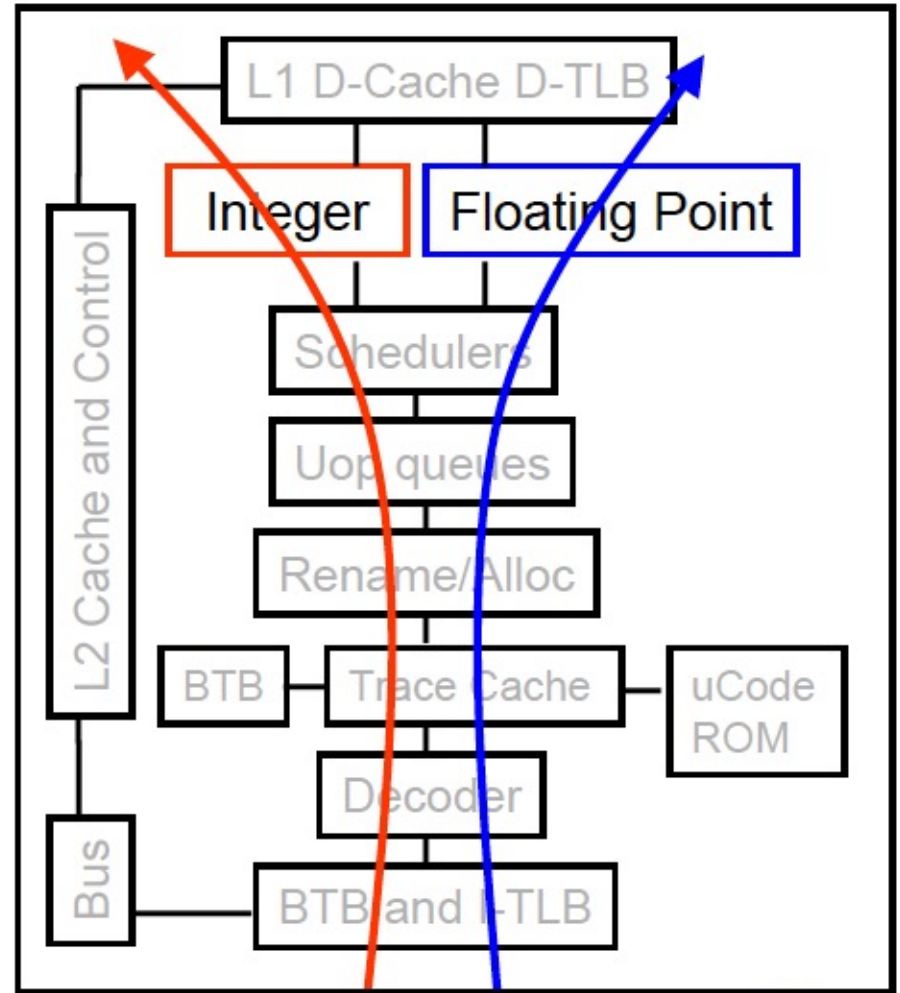 L1 D-Cache D-TLB
Integer
Floating Point
L2 Cache and Control
Schedulers
Uop queues
Rename/Alloc
BTB
Trace Cache
uCode
ROM
Decoder
Bus
BTB and I-TLB